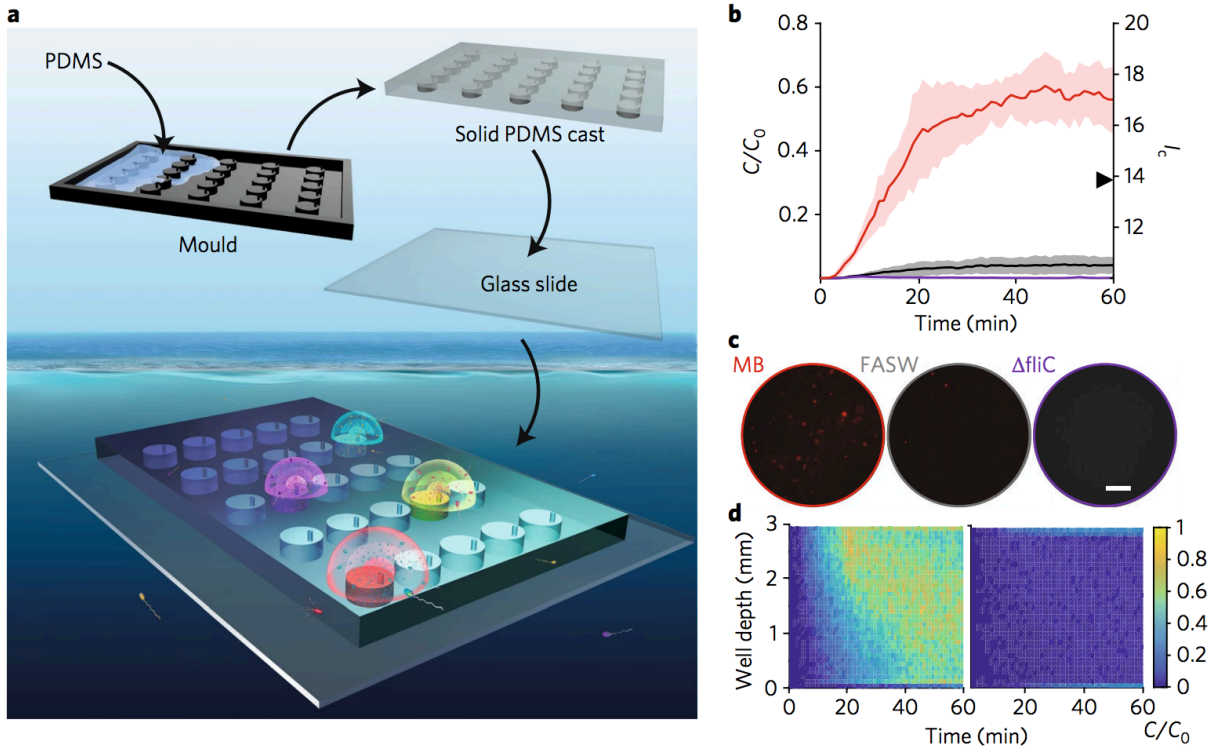 a
PDMS
Solid PDMS cast
Mould
Glass slide
b
0.8
0.6
0.4
0.2
C/C0
20
18
16
14
12
Ic
0 20 40 60
Time (min)
c
MB FASW ΔfliC
d
3
2
1
0
Well depth (mm)
0 20 40 60 20 40 60
Time (min)
1
0.8
0.6
0.4
0.2
0
C/C0